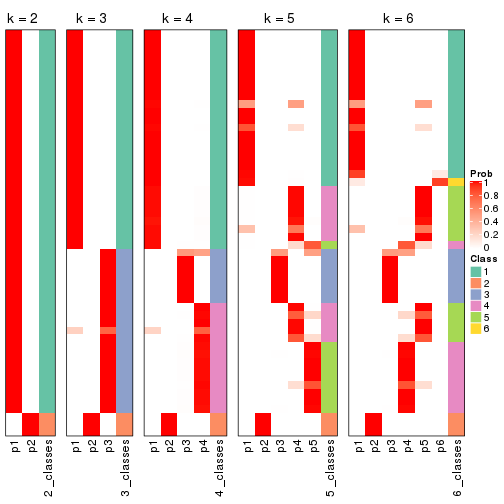 k = 2
k = 3
k = 4
k = 5
k = 6
p1
p2
2_classes
p1
p2
p3
3_classes
p1
p2
p3
p4
4_classes
p1
p2
p3
p4
p5
5_classes
p1
p2
p3
p4
p5
p6
6_classes
Prob
1
0.8
0.6
0.4
0.2
0
Class
1
2
3
4
5
6